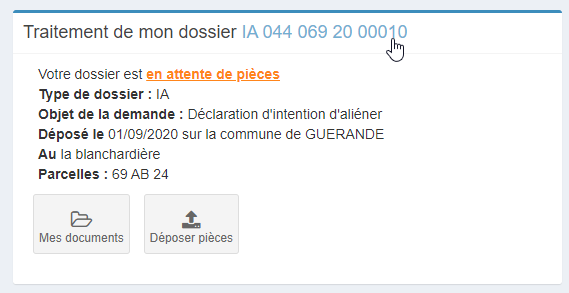 Traitement de mon dossier IA 044 069 20 00010
Votre dossier est en attente de pièces
Type de dossier : IA
Objet de la demande : Déclaration d'intention d'aliéner
Déposé le 01/09/2020 sur la commune de GUERANDE
Au la blanchardière
Parcelles : 69 AB 24
Mes documents
Déposer pièces